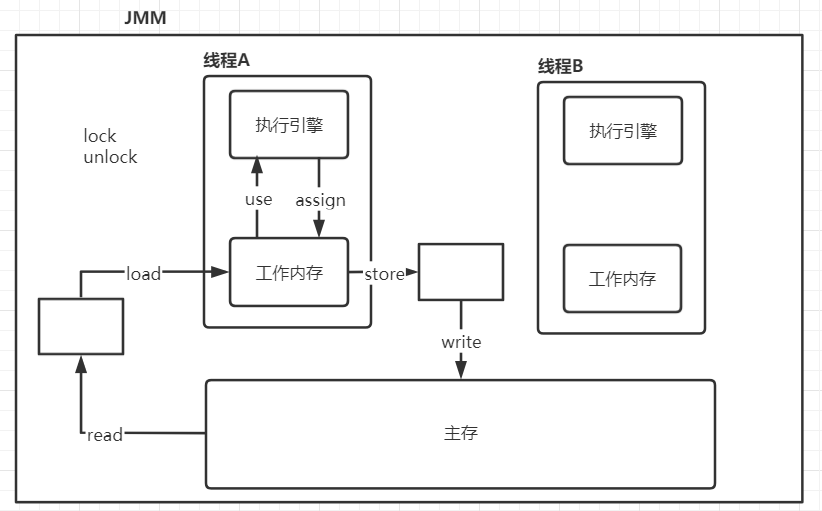 JMM
线程A
线程B
lock
unlock
执行引擎
执行引擎
use
assign
load
工作内存
store
工作内存
write
read
主存